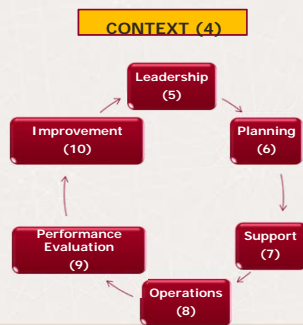 CONTEXT (4)
Leadership
(5)
Planning
(6)
Support
(7)
Operations
(8)
Performance
Evaluation
(9)
Improvement
(10)